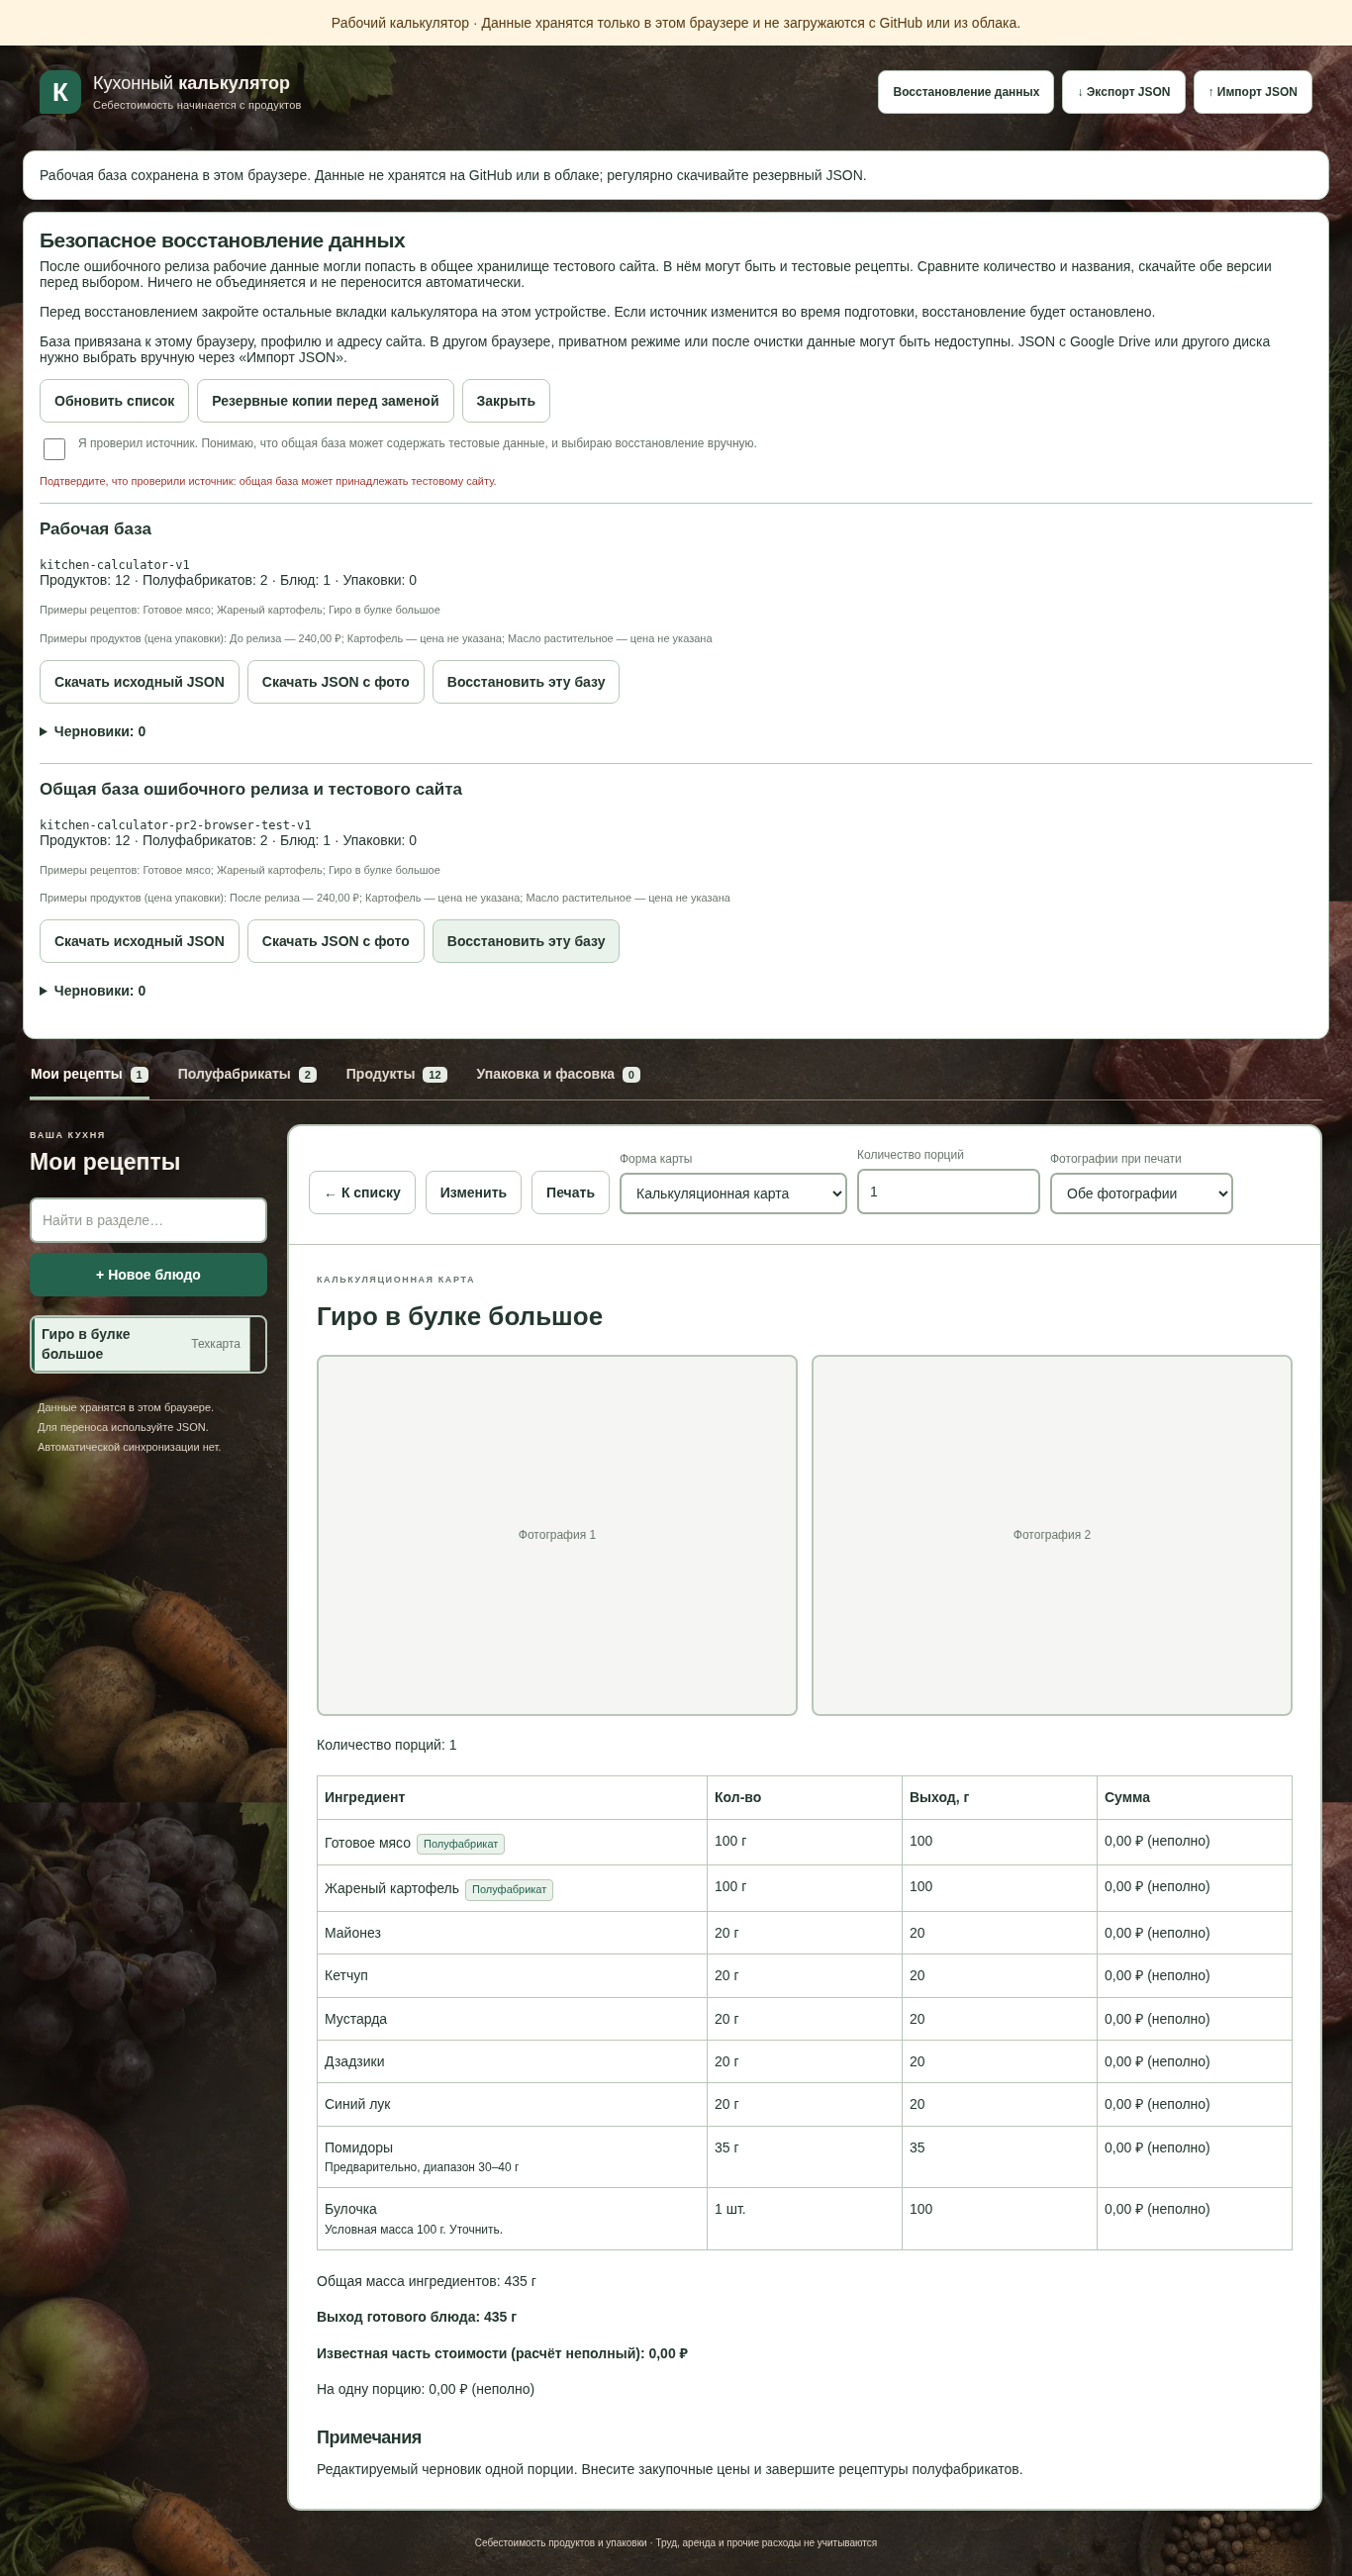 Рабочий калькулятор · Данные хранятся только в этом браузере и не загружаются с GitHub или из облака.
К
Кухонный калькулятор
Себестоимость начинается с продуктов
Восстановление данных
↓ Экспорт JSON
↑ Импорт JSON
Рабочая база сохранена в этом браузере. Данные не хранятся на GitHub или в облаке; регулярно скачивайте резервный JSON.
Безопасное восстановление данных
После ошибочного релиза рабочие данные могли попасть в общее хранилище тестового сайта. В нём могут быть и тестовые рецепты. Сравните количество и названия, скачайте обе версии
перед выбором. Ничего не объединяется и не переносится автоматически.
Перед восстановлением закройте остальные вкладки калькулятора на этом устройстве. Если источник изменится во время подготовки, восстановление будет остановлено.
База привязана к этому браузеру, профилю и адресу сайта. В другом браузере, приватном режиме или после очистки данные могут быть недоступны. JSON с Google Drive или другого диска
нужно выбрать вручную через «Импорт JSON».
Обновить список
Резервные копии перед заменой
Закрыть
Я проверил источник. Понимаю, что общая база может содержать тестовые данные, и выбираю восстановление вручную.
Подтвердите, что проверили источник: общая база может принадлежать тестовому сайту.
Рабочая база
kitchen-calculator-v1
Продуктов: 12 · Полуфабрикатов: 2 · Блюд: 1 · Упаковки: 0
Примеры рецептов: Готовое мясо; Жареный картофель; Гиро в булке большое
Примеры продуктов (цена упаковки): До релиза — 240,00 ₽; Картофель — цена не указана; Масло растительное — цена не указана
Скачать исходный JSON
Скачать JSON с фото
Восстановить эту базу
▶ Черновики: 0
Общая база ошибочного релиза и тестового сайта
kitchen-calculator-pr2-browser-test-v1
Продуктов: 12 · Полуфабрикатов: 2 · Блюд: 1 · Упаковки: 0
Примеры рецептов: Готовое мясо; Жареный картофель; Гиро в булке большое
Примеры продуктов (цена упаковки): После релиза — 240,00 ₽; Картофель — цена не указана; Масло растительное — цена не указана
Скачать исходный JSON
Скачать JSON с фото
Восстановить эту базу
▶ Черновики: 0
Мои рецепты 1
Полуфабрикаты 2
Продукты 12
Упаковка и фасовка 0
ВАША КУХНЯ
Мои рецепты
Найти в разделе…
+ Новое блюдо
Гиро в булке
большое
Техкарта
Данные хранятся в этом браузере.
Для переноса используйте JSON.
Автоматической синхронизации нет.
← К списку
Изменить
Печать
Форма карты
Калькуляционная карта
Количество порций
1
Фотографии при печати
Обе фотографии
КАЛЬКУЛЯЦИОННАЯ КАРТА
Гиро в булке большое
Фотография 1
Фотография 2
Количество порций: 1
Ингредиент Кол-во Выход, г Сумма
Готовое мясо Полуфабрикат 100 г 100 0,00 ₽ (неполно)
Жареный картофель Полуфабрикат 100 г 100 0,00 ₽ (неполно)
Майонез 20 г 20 0,00 ₽ (неполно)
Кетчуп 20 г 20 0,00 ₽ (неполно)
Мустарда 20 г 20 0,00 ₽ (неполно)
Дзадзики 20 г 20 0,00 ₽ (неполно)
Синий лук 20 г 20 0,00 ₽ (неполно)
Помидоры 35 г 35 0,00 ₽ (неполно)
Предварительно, диапазон 30–40 г
Булочка 1 шт. 100 0,00 ₽ (неполно)
Условная масса 100 г. Уточнить.
Общая масса ингредиентов: 435 г
Выход готового блюда: 435 г
Известная часть стоимости (расчёт неполный): 0,00 ₽
На одну порцию: 0,00 ₽ (неполно)
Примечания
Редактируемый черновик одной порции. Внесите закупочные цены и завершите рецептуры полуфабрикатов.
Себестоимость продуктов и упаковки · Труд, аренда и прочие расходы не учитываются